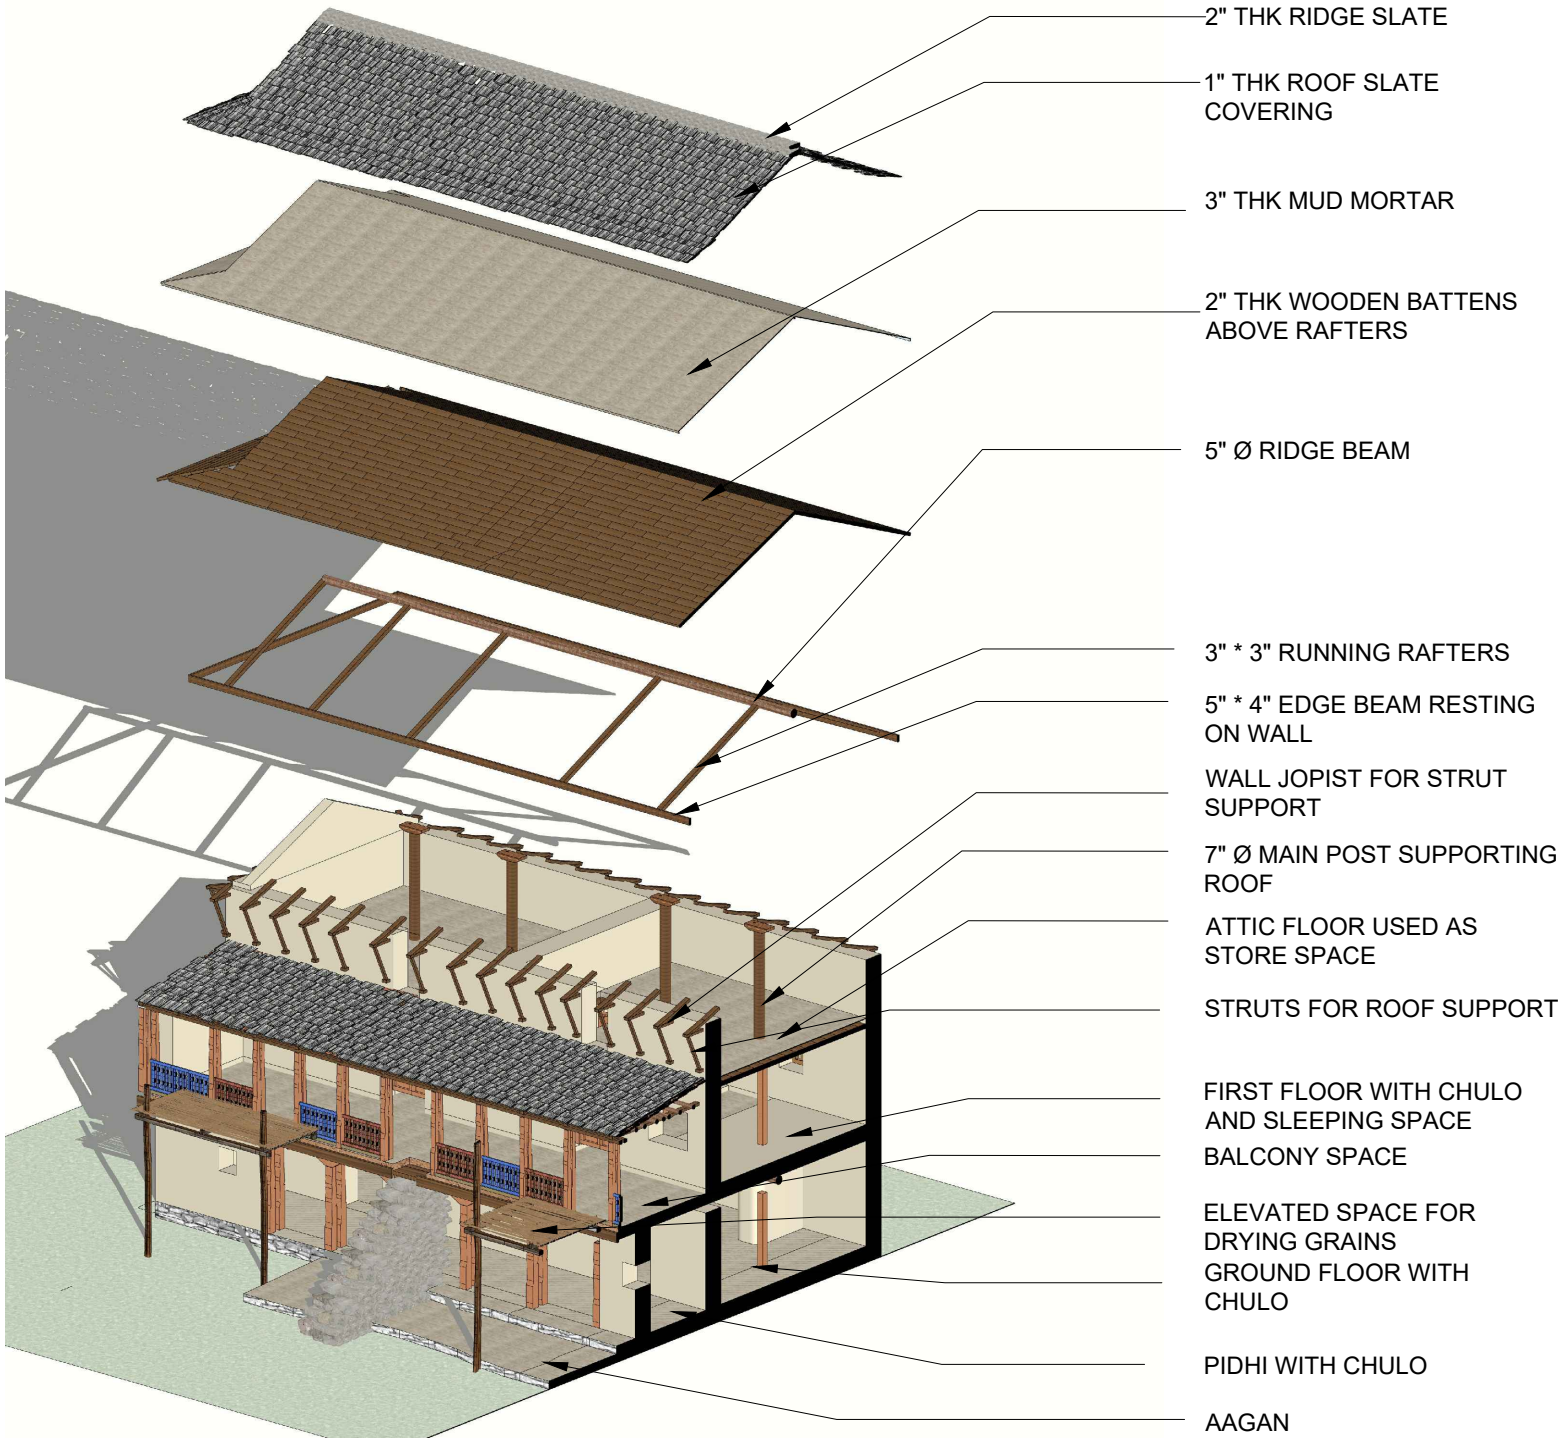 2" THK RIDGE SLATE
1" THK ROOF SLATE
COVERING
3" THK MUD MORTAR
2" THK WOODEN BATTENS
ABOVE RAFTERS
5" Ø RIDGE BEAM
3" * 3" RUNNING RAFTERS
5" * 4" EDGE BEAM RESTING
ON WALL
WALL JOPIST FOR STRUT
SUPPORT
7" Ø MAIN POST SUPPORTING
ROOF
ATTIC FLOOR USED AS
STORE SPACE
STRUTS FOR ROOF SUPPORT
FIRST FLOOR WITH CHULO
AND SLEEPING SPACE
BALCONY SPACE
ELEVATED SPACE FOR
DRYING GRAINS
GROUND FLOOR WITH
CHULO
PIDHI WITH CHULO
AAGAN